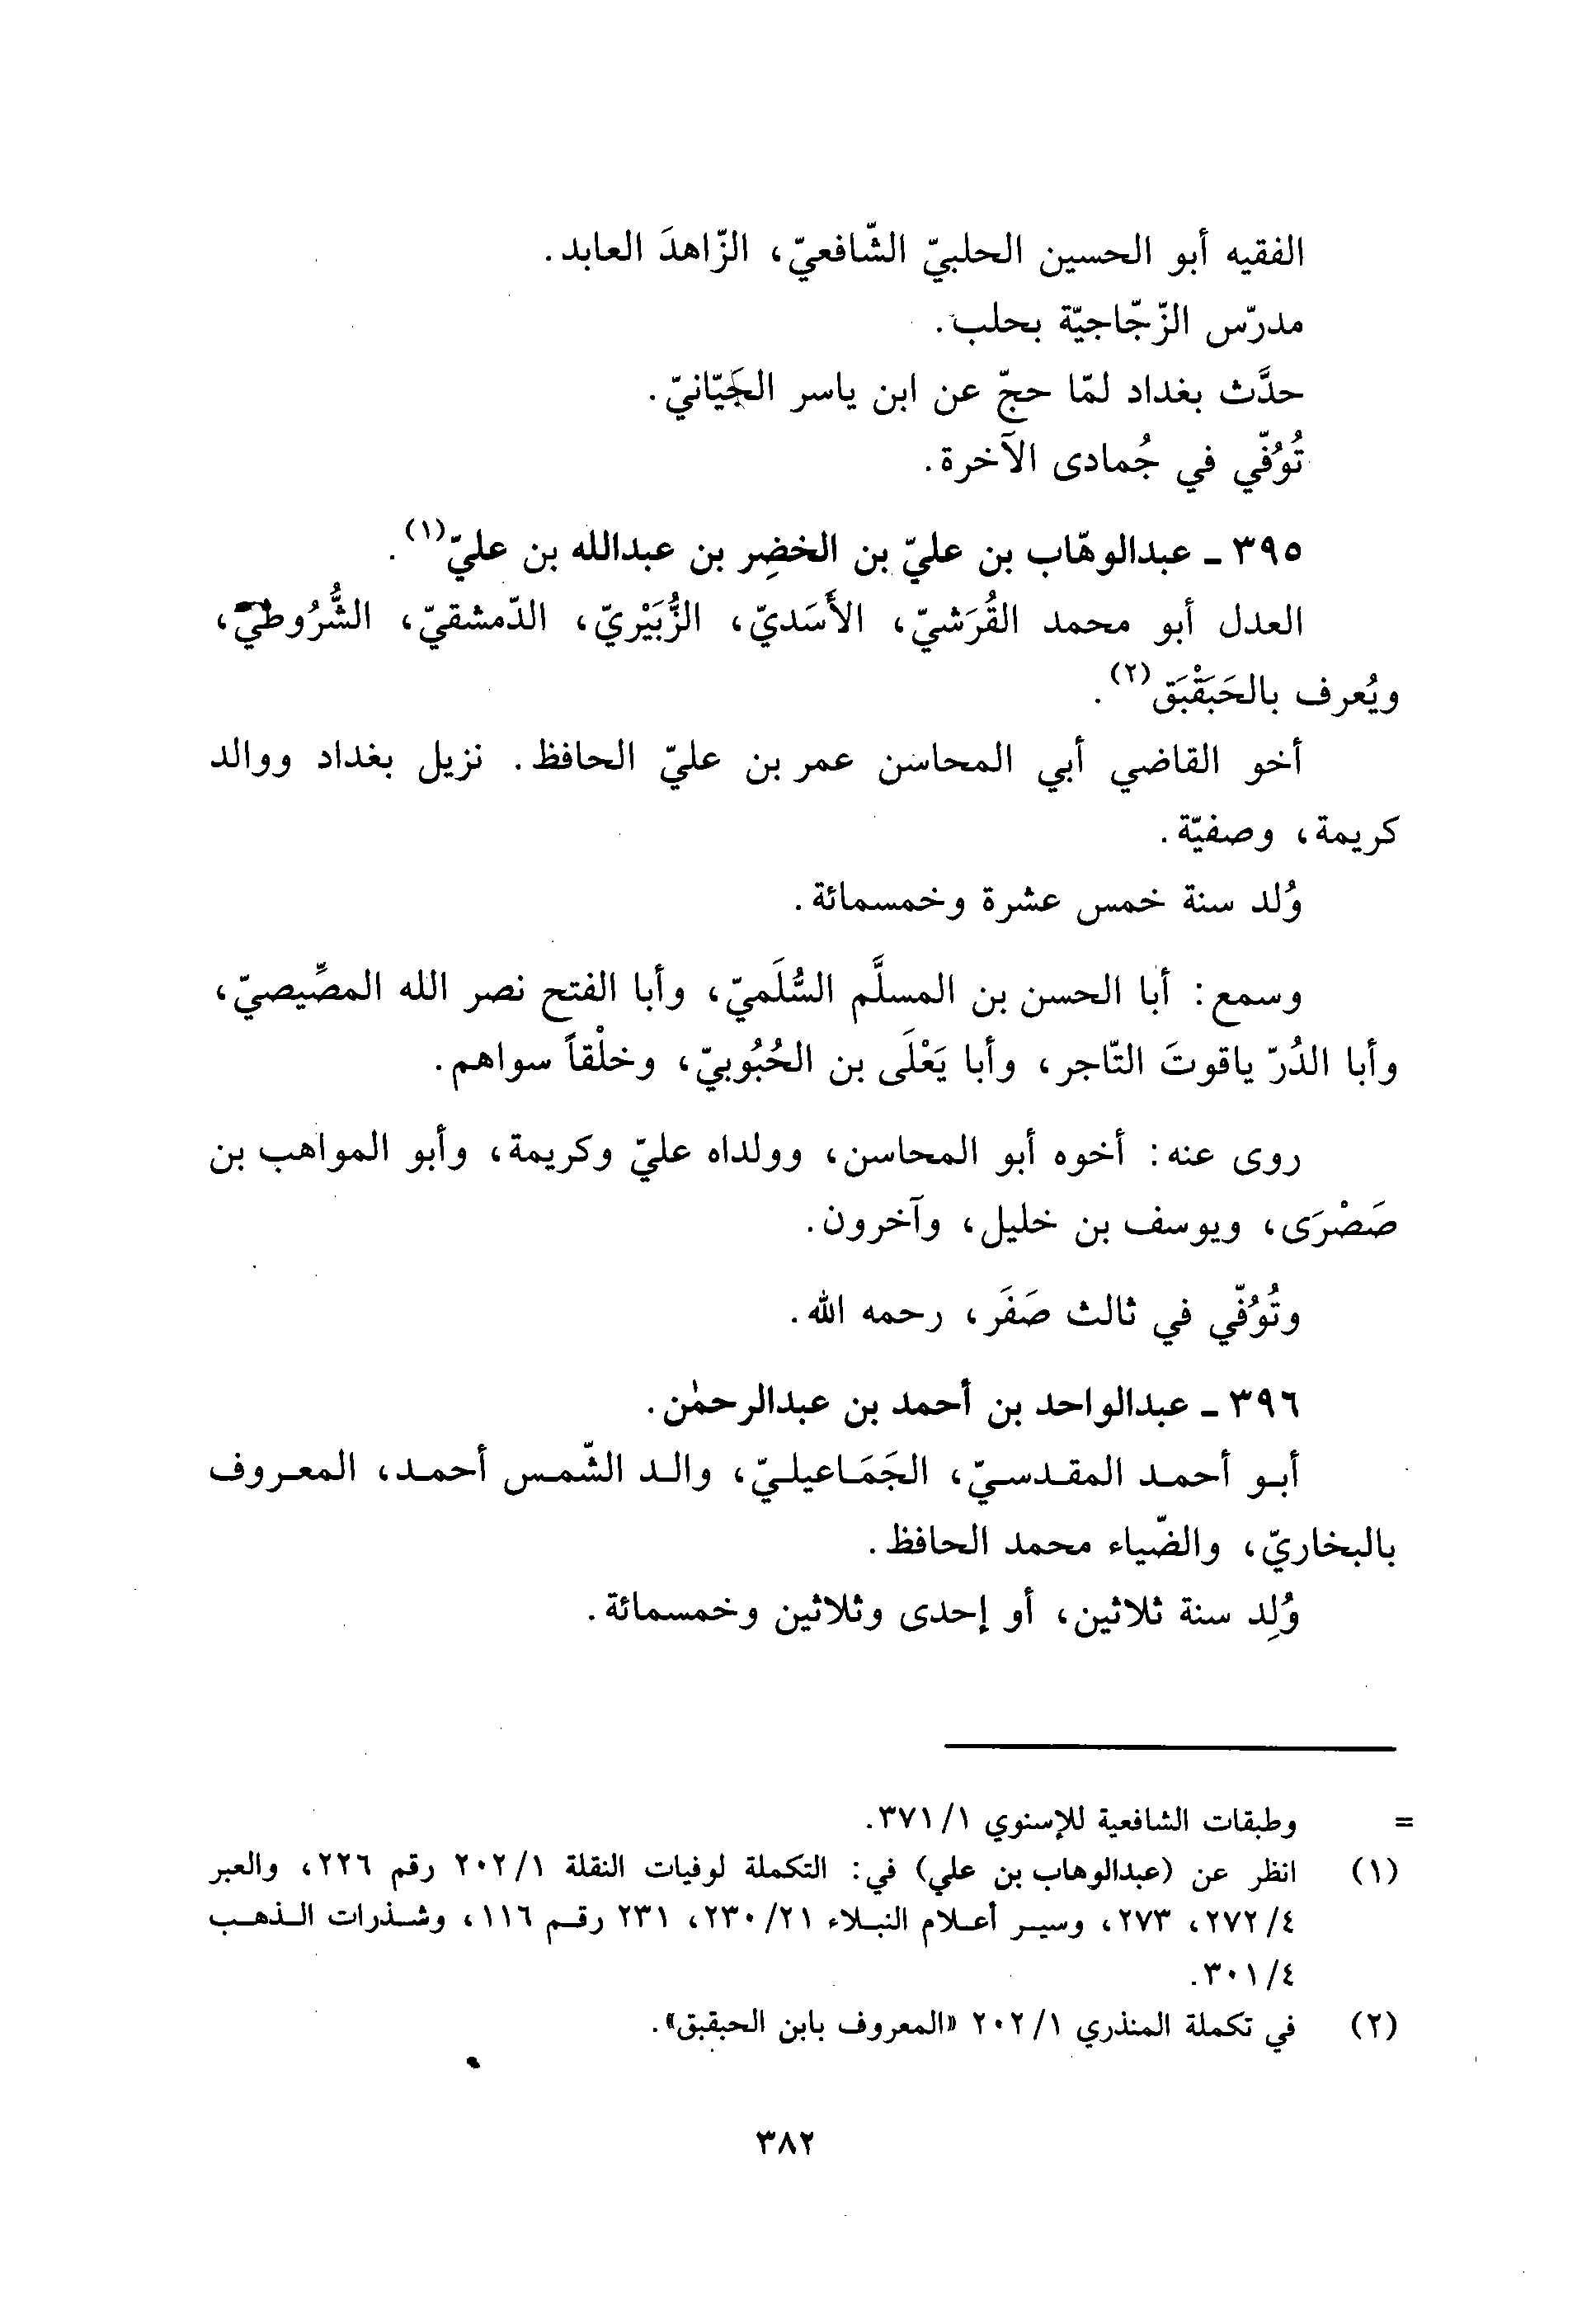 الفقيه أبو الحسين الحلبيّ الشّافعيّ، الزّاهدَ العابد.
مدرّس الزّجّاجيّة بحلب.
حدَّث بغداد لمّا حجّ عن ابن ياسر الجَيّانيّ.
تُوُفّي في جُمادى الآخرة.
٣٩٥ ـ عبدالوهّاب بن عليّ بن الخضِر بن عبدالله بن عليّ(١).
العدل أبو محمد القُرَشيّ، الأَسَديّ، الزُّبَيْريّ، الدّمشقيّ، الشُّرُوطيّ،
ويُعرف بالحَبَقْبَق(٢).
أخو القاضي أبي المحاسن عمر بن عليّ الحافظ. نزيل بغداد ووالد
كريمة، وصفيّة.
وُلد سنة خمس عشرة وخمسمائة.
وسمع: أبا الحسن بن المسلَّم السُّلَميّ، وأبا الفتح نصر الله المصِّيصيّ،
وأبا الدُرّ ياقوتَ التّاجر، وأبا يَعْلَى بن الحُبُوبيّ، وخلْقاً سواهم.
روى عنه: أخوه أبو المحاسن، وولداه عليّ وكريمة، وأبو المواهب بن
صَصْرَى، ويوسف بن خليل، وآخرون.
وتُوُفّي في ثالث صَفَر، رحمه الله.
٣٩٦ ـ عبدالواحد بن أحمد بن عبدالرحمٰن.
أبو أحمد المقدسيّ، الجَمَاعيليّ، والد الشّمس أحمد، المعروف
بالبخاريّ، والضّياء محمد الحافظ.
وُلِد سنة ثلاثين، أو إحدى وثلاثين وخمسمائة.
= وطبقات الشافعية للإسنوي ٣٧١/١.
(١) انظر عن (عبدالوهاب بن علي) في: التكملة لوفيات النقلة ٢٠٢/١ رقم ٢٢٦، والعبر
٢٧٢/٤، ٢٧٣، وسير أعلام النبلاء ٢٣٠/٢١، ٢٣١ رقم ١١٦، وشذرات الذهب
٣٠١/٤.
(٢) في تكملة المنذري ٢٠٢/١ «المعروف بابن الحبقبق».
٣٨٢